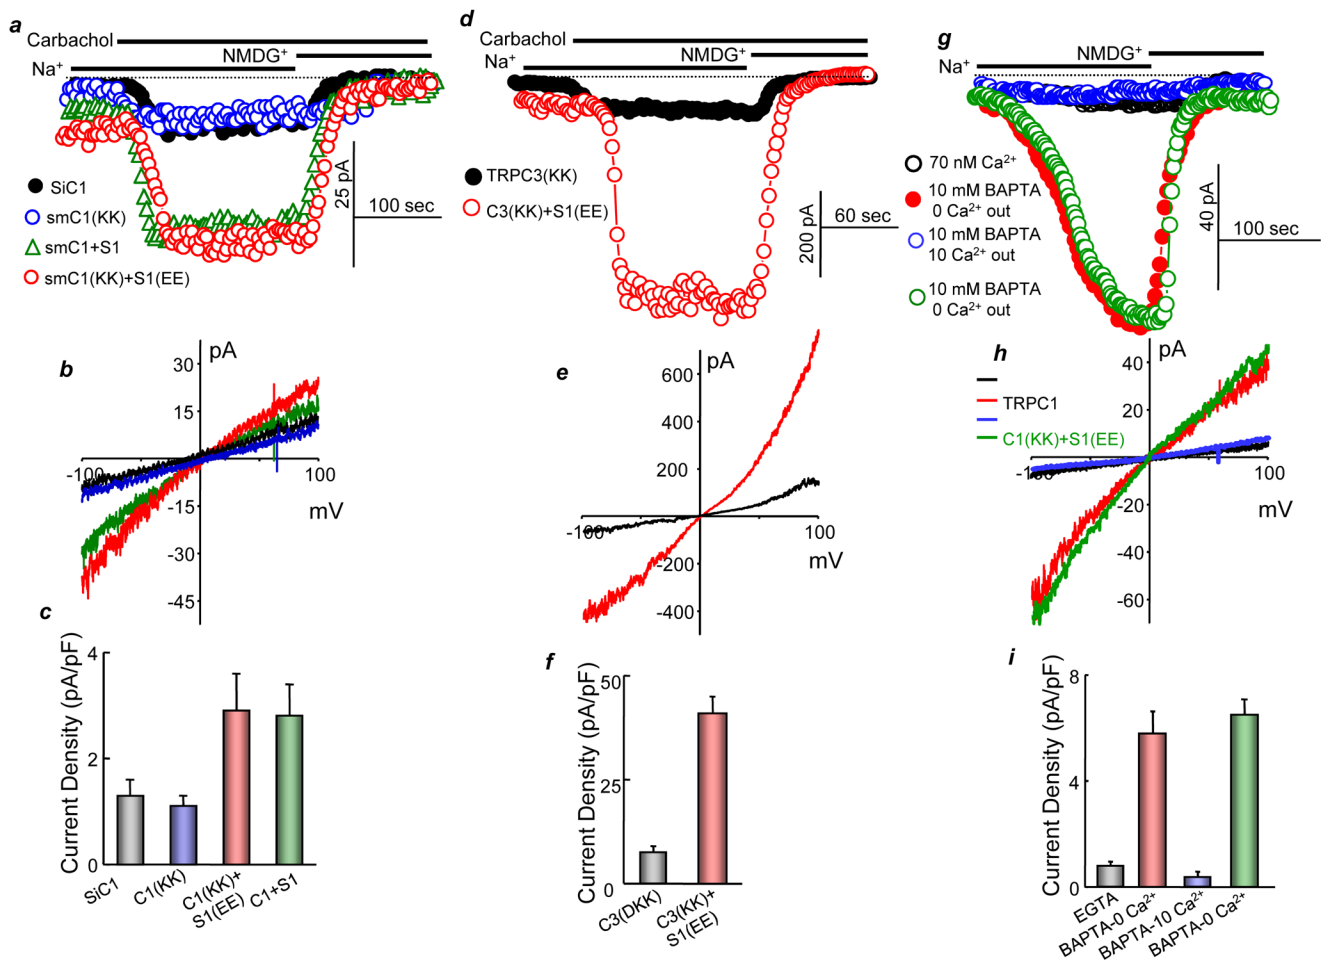 a
Carbachol
NMDG+
Na+
25 pA
100 sec
SiC1
smC1(KK)
smC1+S1
smC1(KK)+S1(EE)
b
pA
30
15
-100
100
mV
-15
-30
-45
c
Current Density (pA/pF)
4
2
0
SiC1
C1(KK)
C1(KK)+
S1(EE)
C1+S1
d
Carbachol
NMDG+
Na+
TRPC3(KK)
C3(KK)+S1(EE)
200 pA
60 sec
e
pA
600
400
200
-100
100
mV
-200
-400
f
Current Density (pA/pF)
50
25
0
C3(DKK)
C3(KK)+
S1(EE)
g
NMDG+
Na+
70 nM Ca2+
10 mM BAPTA
0 Ca2+ out
10 mM BAPTA
10 Ca2+ out
10 mM BAPTA
0 Ca2+ out
40 pA
100 sec
h
pA
40
20
TRPC1
C1(KK)+S1(EE)
-100
100
mV
-20
-40
-60
i
Current Density (pA/pF)
8
4
0
EGTA
BAPTA-0 Ca2+
BAPTA-10 Ca2+
BAPTA-0 Ca2+